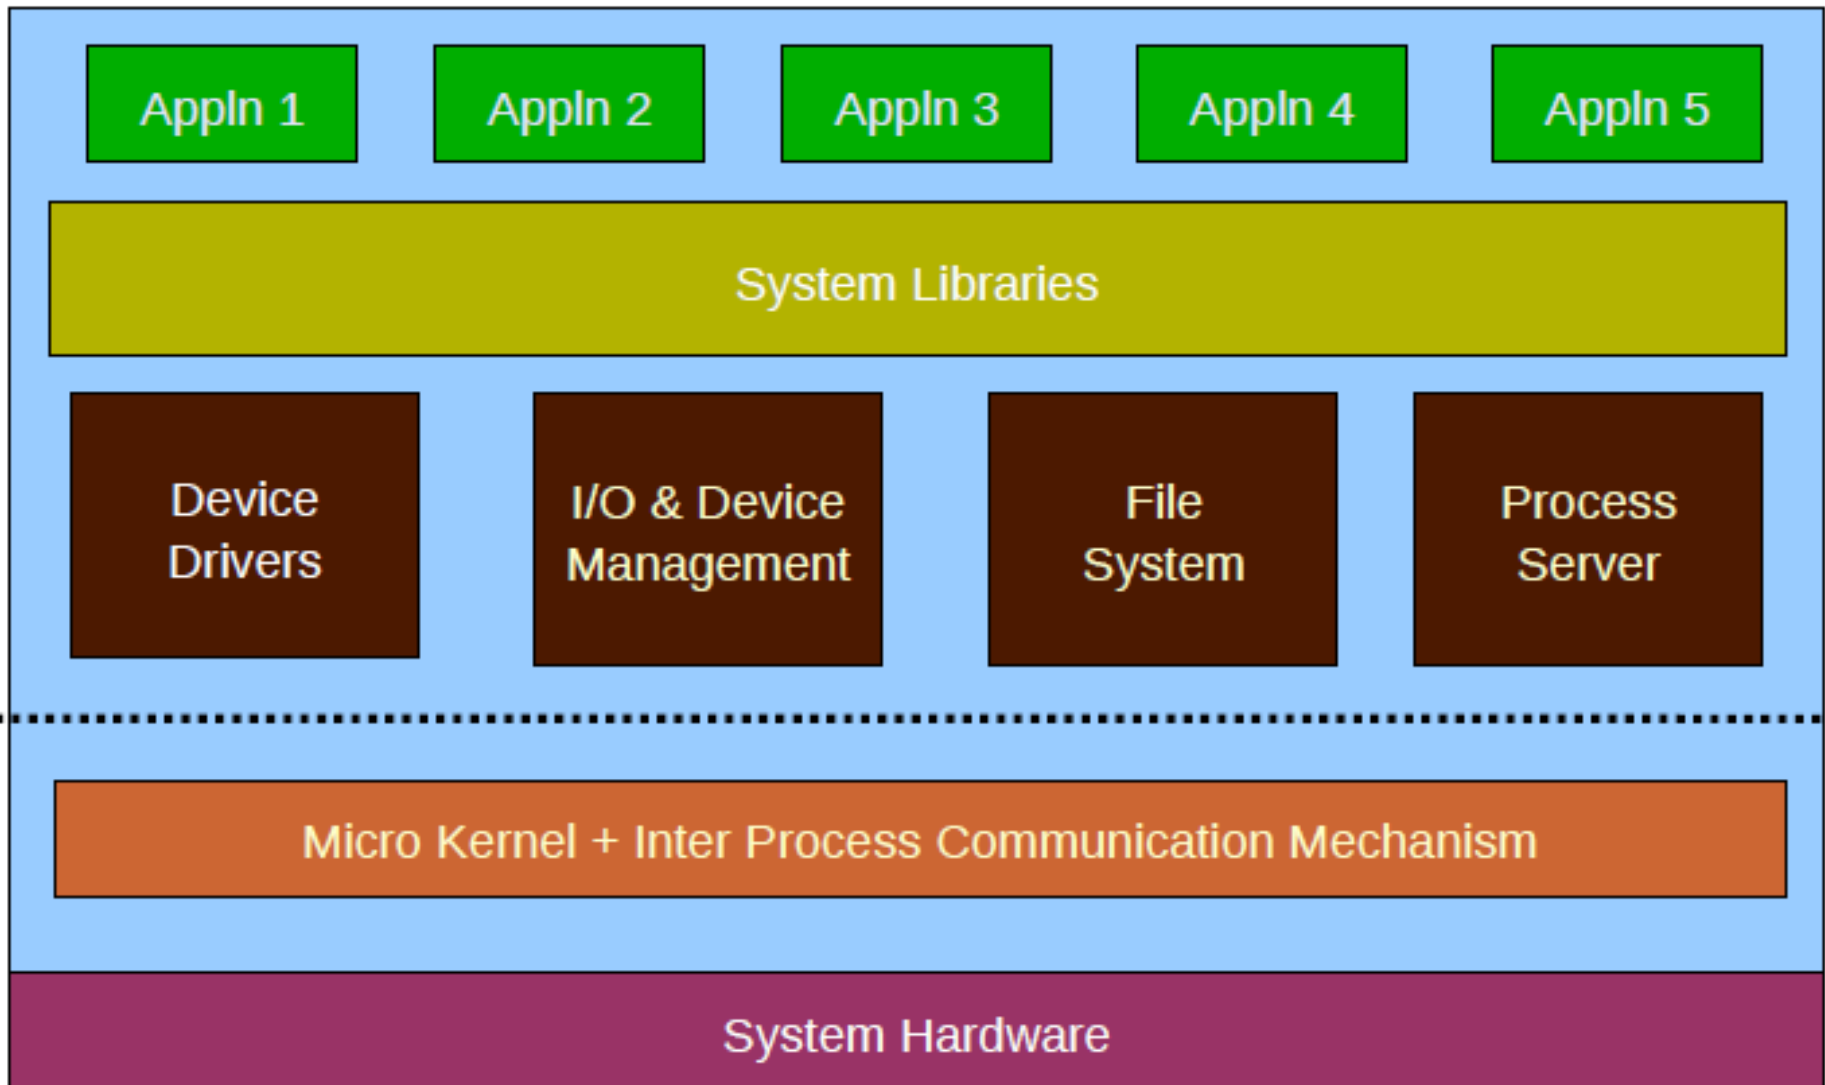 Appln 1
Appln 2
Appln 3
Appln 4
Appln 5
System Libraries
Device
Drivers
I/O & Device
Management
File
System
Process
Server
Micro Kernel + Inter Process Communication Mechanism
System Hardware